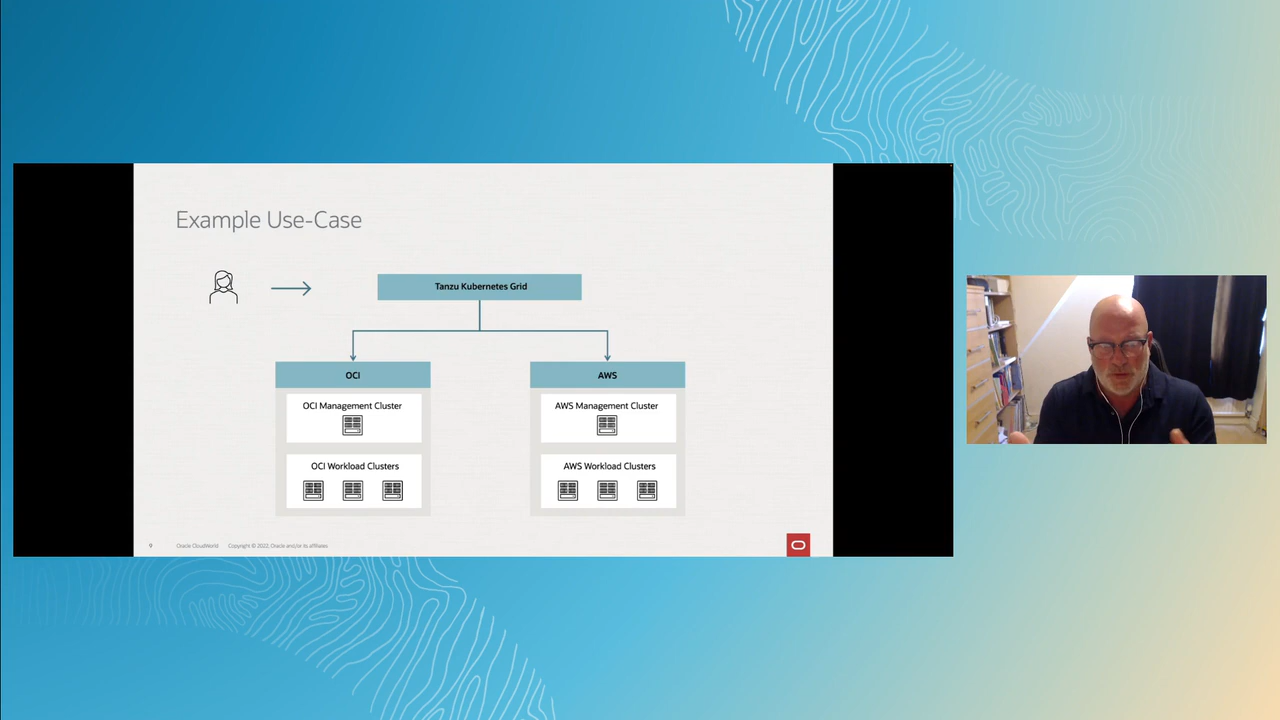 Example Use-Case
Tanzu Kubernetes Grid
OCI
AWS
OCI Management Cluster
AWS Management Cluster
OCI Workload Clusters
AWS Workload Clusters
9 Oracle CloudWorld Copyright © 2022, Oracle and/or its affiliates